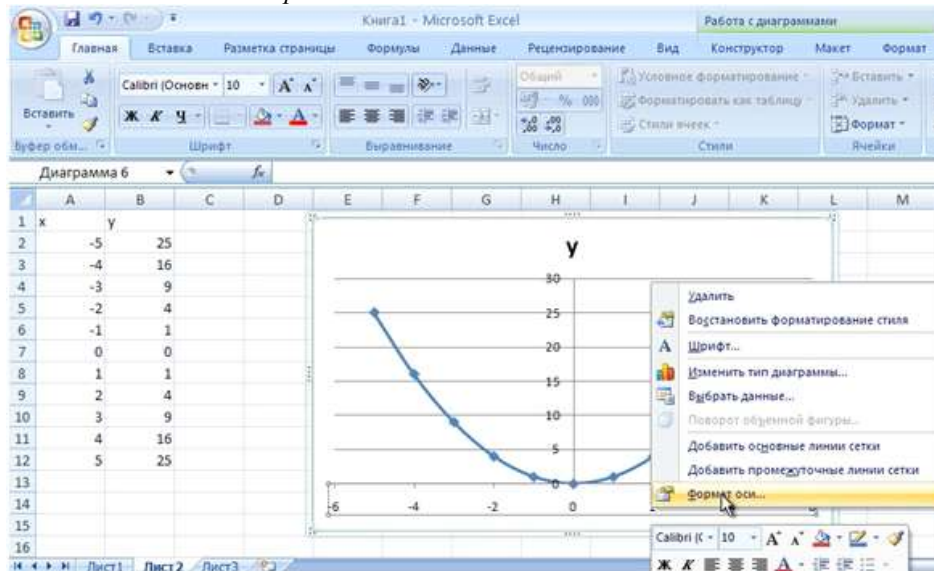 Книга1 - Microsoft Excel
Работа с диаграммами
Главная Вставка Разметка страницы Формулы Данные Рецензирование Вид Конструктор Макет Формат
Calibri (Основн 10 A A Общий Условное форматирование Вставить
Вставить Ж К Ч A % 000 Форматировать как таблицу Удалить
Стили ячеек Формат
Буфер обм... Шрифт Выравнивание Число Стили Ячейки
Диаграмма 6 fx
A B C D E F G H I J K L M
1 x y
2 -5 25
3 -4 16
4 -3 9
5 -2 4
6 -1 1
7 0 0
8 1 1
9 2 4
10 3 9
11 4 16
12 5 25
13
14
15
16
y
30
25
20
15
10
5
0
-6 -4 -2 0
Удалить
Восстановить форматирование стиля
Шрифт...
Изменить тип диаграммы...
Выбрать данные...
Поворот объемной фигуры...
Добавить основные линии сетки
Добавить промежуточные линии сетки
Формат оси...
Calibri (С 10 A A
Ж К A
Лист1 Лист2 Лист3